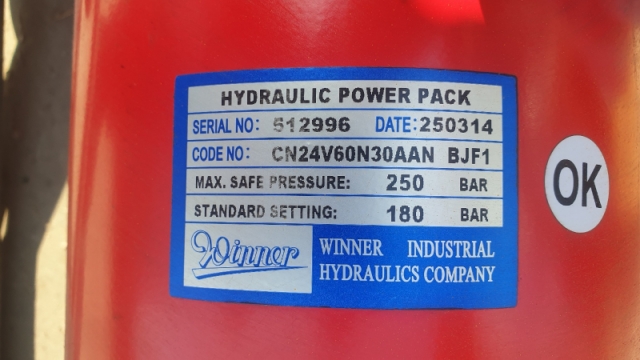 HYDRAULIC POWER PACK
SERIAL NO: 512996 DATE: 250314
CODE NO: CN24V60N30AAN BJF1
MAX. SAFE PRESSURE: 250 BAR
STANDARD SETTING: 180 BAR
Winner
WINNER INDUSTRIAL
HYDRAULICS COMPANY
OK